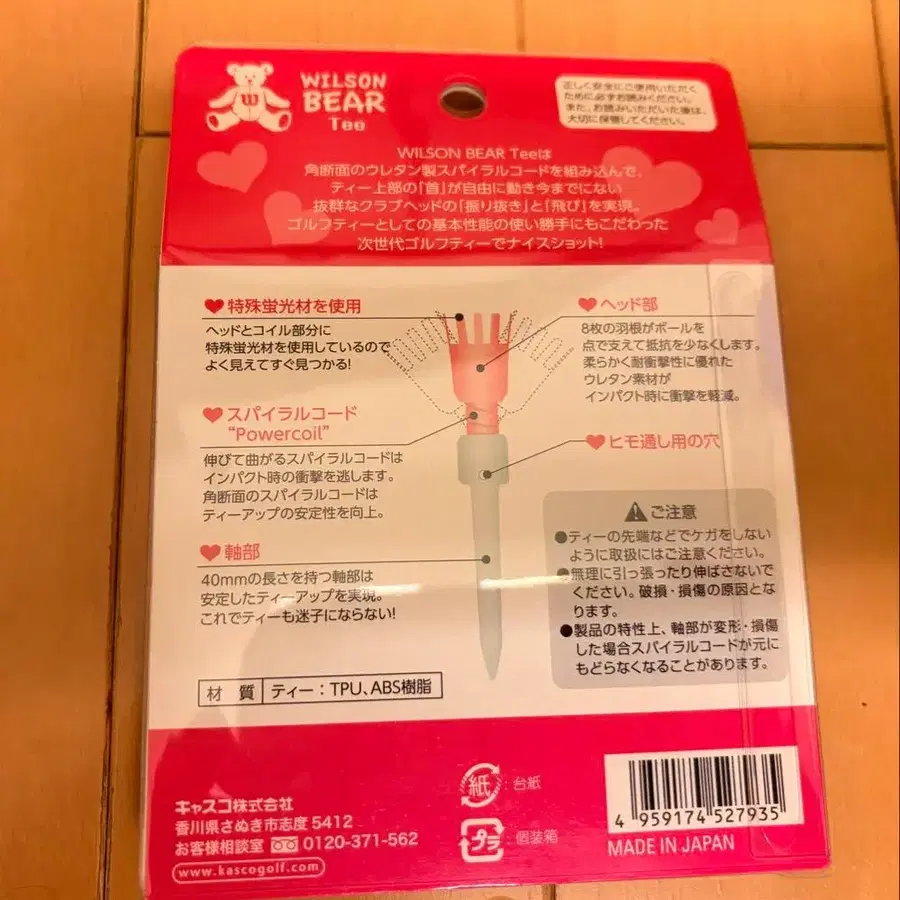 WILSON
BEAR
Tee
W
正しく安全にご使用いただく
ために必ずお読みください。
また、お読みいただいた後は、
大切に保管してください。
WILSON BEAR Teeは
角断面のウレタン製スパイラルコードを組み込んで、
ティー上部の「首」が自由に動き今までにない
抜群なクラブヘッドの「振り抜き」と「飛び」を実現。
ゴルフティーとしての基本性能の使い勝手にもこだわった
次世代ゴルフティーでナイスショット!
特殊蛍光材を使用
ヘッドとコイル部分に
特殊蛍光材を使用しているので
よく見えてすぐ見つかる!
ヘッド部
8枚の羽根がボールを
点で支えて抵抗を少なくします。
柔らかく耐衝撃性に優れた
ウレタン素材が
インパクト時に衝撃を軽減。
スパイラルコード
"Powercoil"
伸びて曲がるスパイラルコードは
インパクト時の衝撃を逃します。
角断面のスパイラルコードは
ティーアップの安定性を向上。
ヒモ通し用の穴
軸部
40mmの長さを持つ軸部は
安定したティーアップを実現。
これでティーも迷子にならない!
ご注意
●ティーの先端などでケガをしない
ように取扱にはご注意ください。
●無理に引っ張ったり伸ばさないで
ください。破損・損傷の原因とな
ります。
●製品の特性上、軸部が変形・損傷
した場合スパイラルコードが元に
もどらなくなることがあります。
材 質 ティー：TPU、ABS樹脂
キャスコ株式会社
香川県さぬき市志度 5412
お客様相談室 0120-371-562
www.kascogolf.com
紙：台紙
プラ：個装箱
4 959174 527935
MADE IN JAPAN